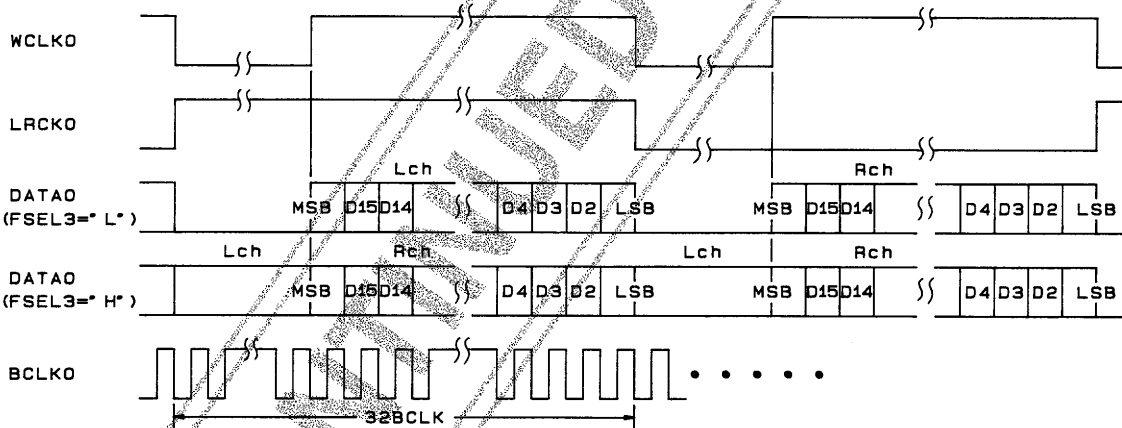 WCLKO
LRCKO
Lch Rch
DATAO
(FSEL3="L")
MSB D15 D14 D4 D3 D2 LSB MSB D15 D14 D4 D3 D2 LSB
Lch Rch Lch Rch
DATAO
(FSEL3="H")
MSB D15 D14 D4 D3 D2 LSB MSB D15 D14 D4 D3 D2 LSB
BCLKO
32BCLK
TINUED